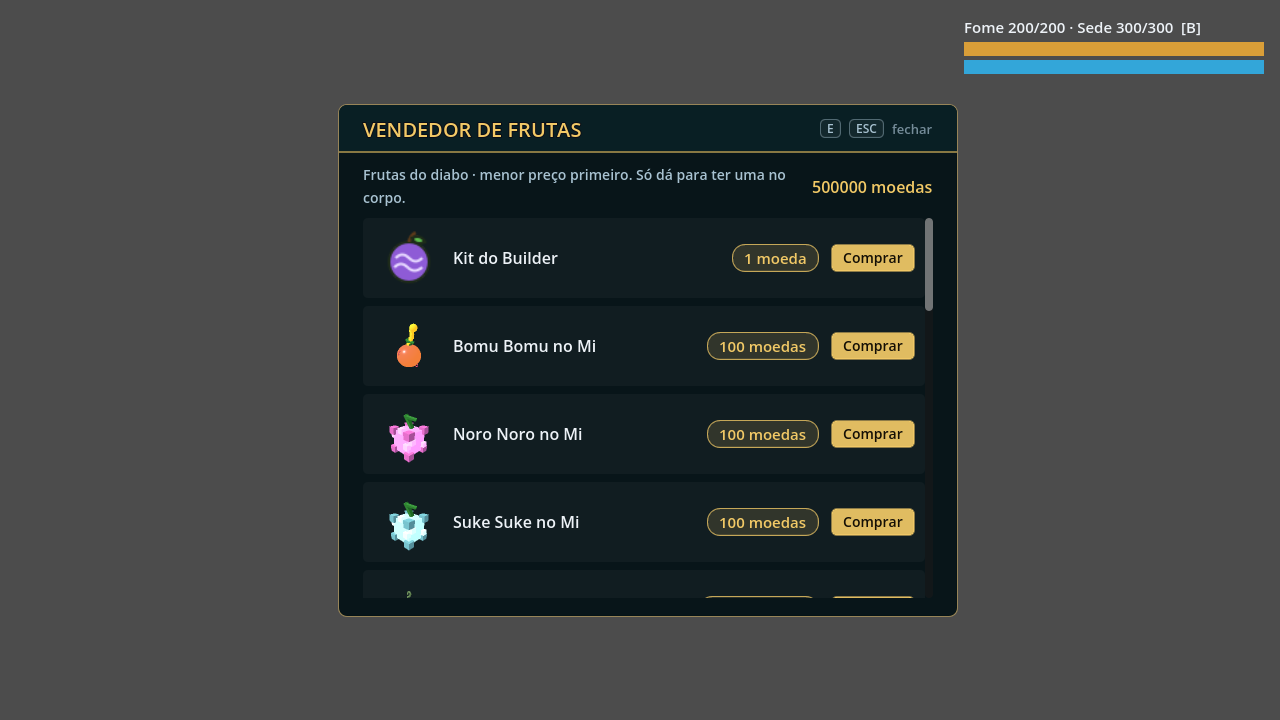 Fome 200/200 · Sede 300/300 [B]
VENDEDOR DE FRUTAS
E ESC fechar
Frutas do diabo · menor preço primeiro. Só dá para ter uma no
corpo.
500000 moedas
Kit do Builder 1 moeda Comprar
Bomu Bomu no Mi 100 moedas Comprar
Noro Noro no Mi 100 moedas Comprar
Suke Suke no Mi 100 moedas Comprar